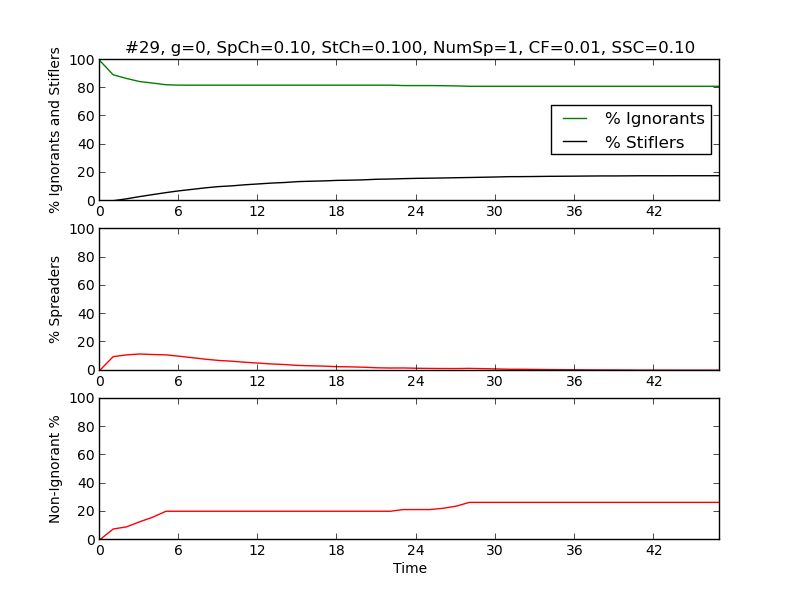 #29, g=0, SpCh=0.10, StCh=0.100, NumSp=1, CF=0.01, SSC=0.10
% Ignorants and Stiflers
100
80
60
40
20
0
% Ignorants
% Stiflers
0 6 12 18 24 30 36 42
% Spreaders
100
80
60
40
20
0
0 6 12 18 24 30 36 42
Non-Ignorant %
100
80
60
40
20
0
0 6 12 18 24 30 36 42
Time